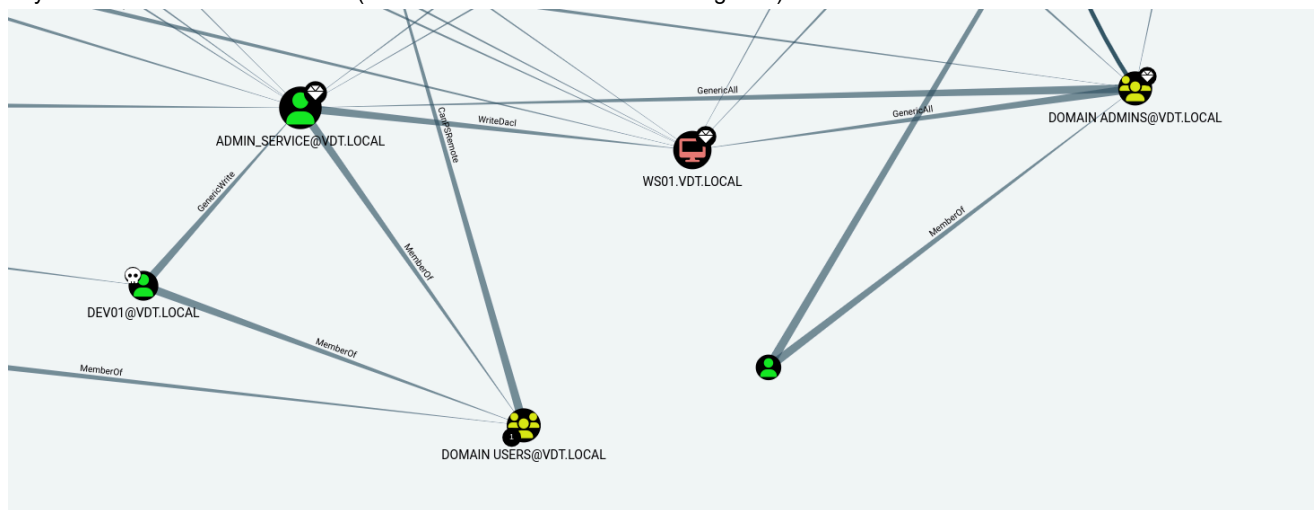 GenericAll
GenericAll
DOMAIN ADMINS@VDT.LOCAL
CanPSRemote
WriteDacl
ADMIN_SERVICE@VDT.LOCAL
WS01.VDT.LOCAL
GenericWrite
MemberOf
MemberOf
DEV01@VDT.LOCAL
MemberOf
MemberOf
1
DOMAIN USERS@VDT.LOCAL